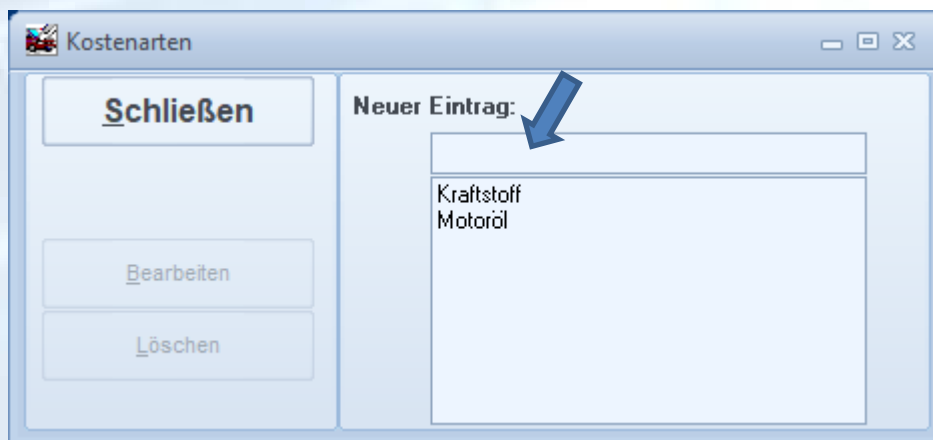 Kostenarten
Schließen
Neuer Eintrag:
Kraftstoff
Motoröl
Bearbeiten
Löschen